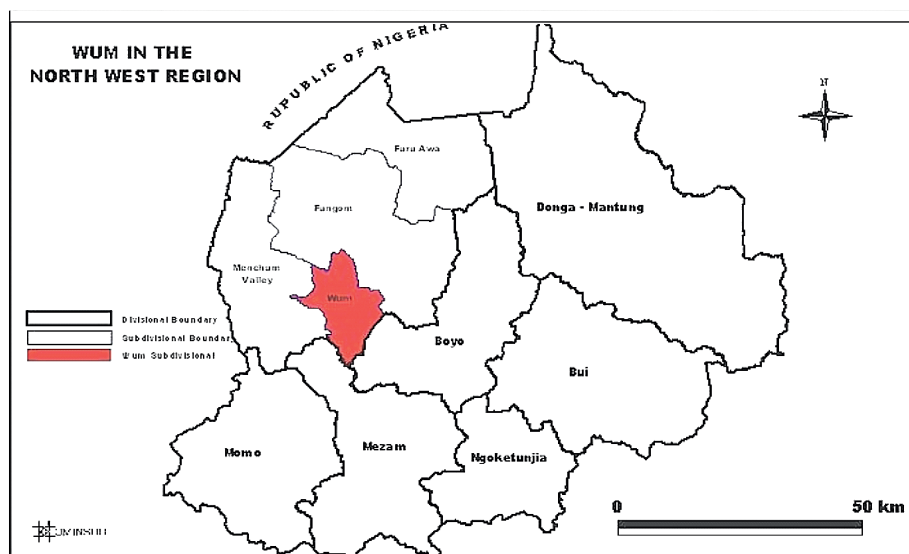 WUM IN THE
NORTH WEST REGION
RUPUBLIC OF NIGERIA
N
Furu Awa
Fungom
Donga - Mantung
Menchum
Valley
Wum
Divisional Boundary
Subdivisional Boundary
Wum Subdivisional
Boyo
Bui
Momo
Mezam
Ngoketunjia
0
50 km